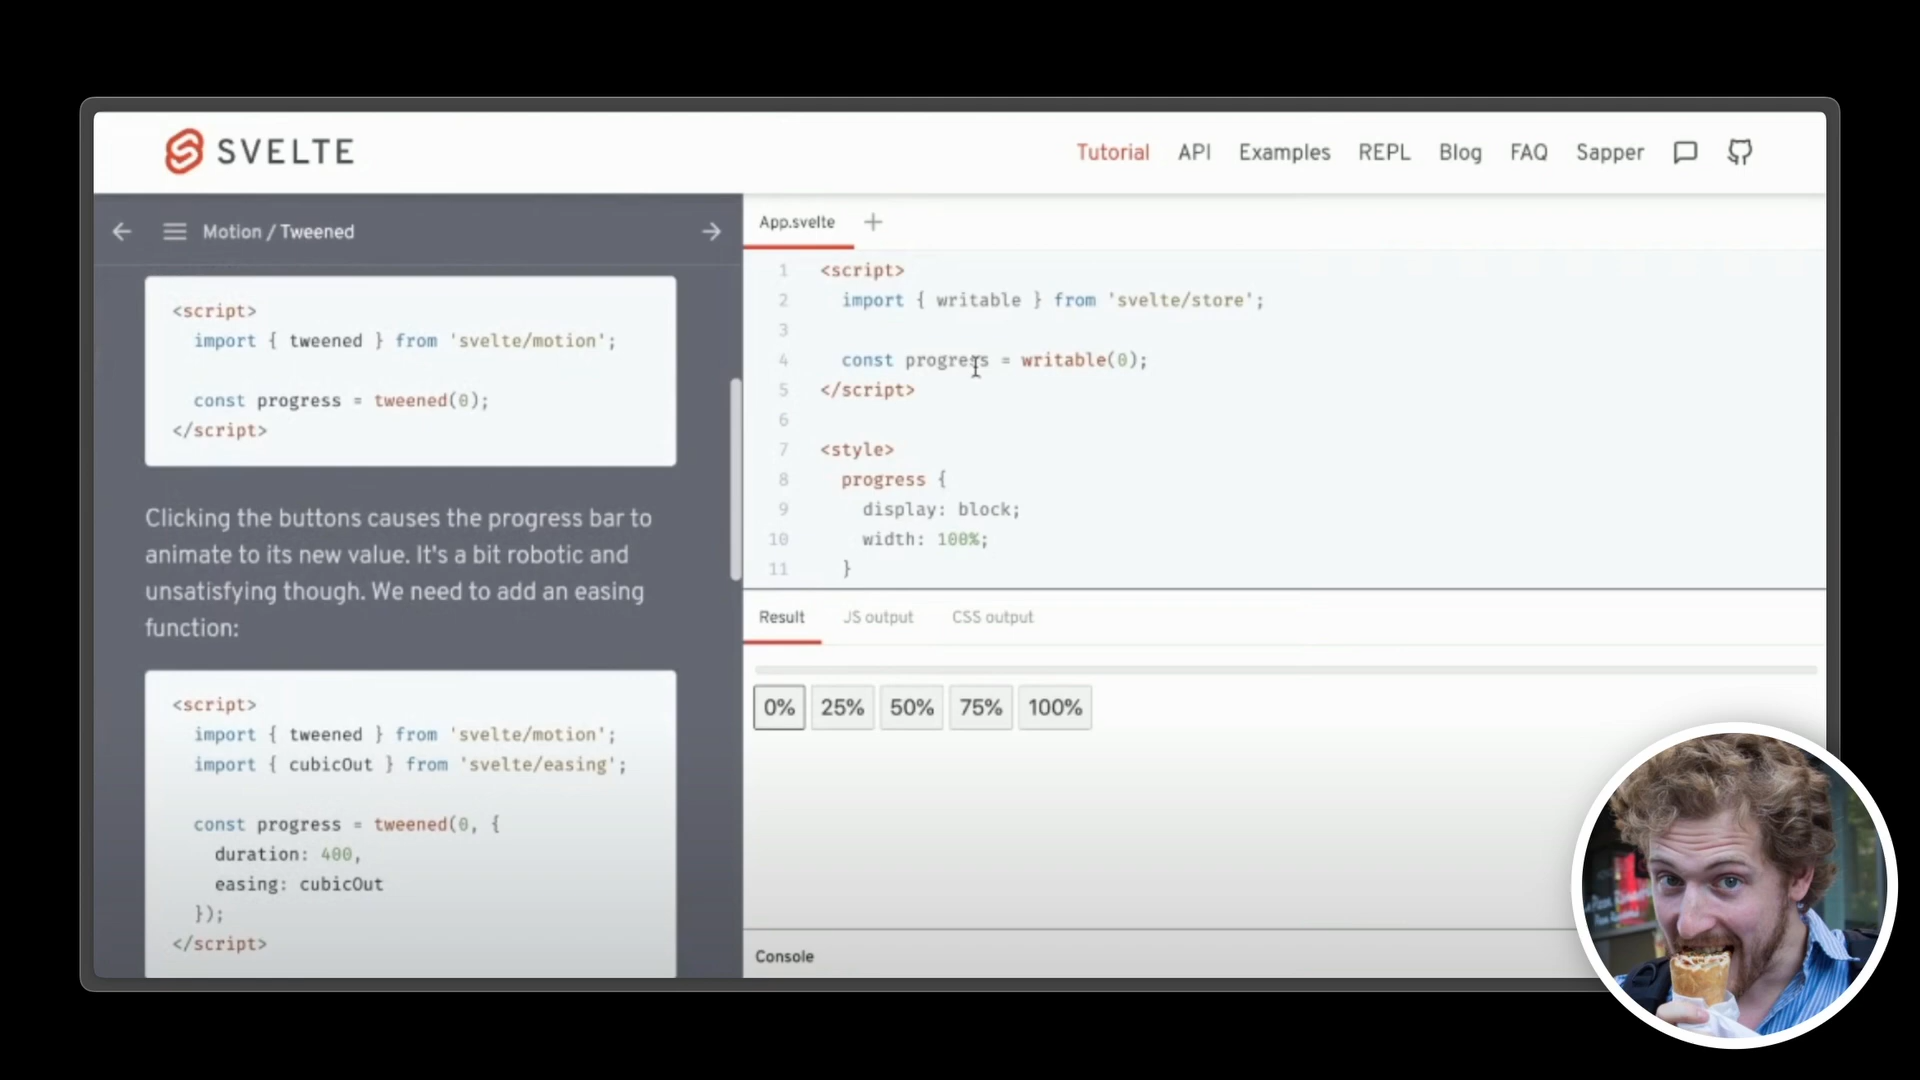 SVELTE
Tutorial API Examples REPL Blog FAQ Sapper
Motion / Tweened
<script>
import { tweened } from 'svelte/motion';
const progress = tweened(0);
</script>
Clicking the buttons causes the progress bar to
animate to its new value. It's a bit robotic and
unsatisfying though. We need to add an easing
function:
<script>
import { tweened } from 'svelte/motion';
import { cubicOut } from 'svelte/easing';
const progress = tweened(0, {
duration: 400,
easing: cubicOut
});
</script>
App.svelte +
1 <script>
2 import { writable } from 'svelte/store';
3
4 const progress = writable(0);
5 </script>
6
7 <style>
8 progress {
9 display: block;
10 width: 100%;
11 }
Result JS output CSS output
0% 25% 50% 75% 100%
Console